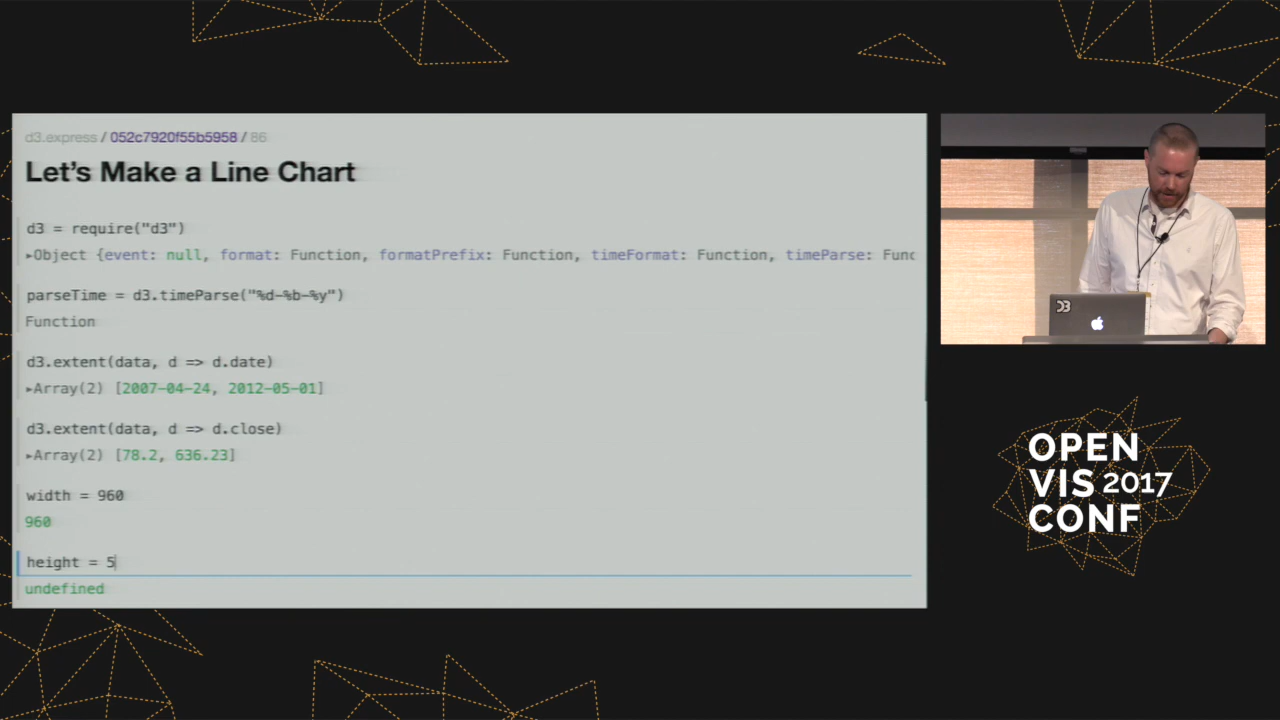 d3.express / 052c7920f55b5958 / 86
Let's Make a Line Chart
d3 = require("d3")
▸Object {event: null, format: Function, formatPrefix: Function, timeFormat: Function, timeParse: Func
parseTime = d3.timeParse("%d-%b-%y")
Function
d3.extent(data, d => d.date)
▸Array(2) [2007-04-24, 2012-05-01]
d3.extent(data, d => d.close)
▸Array(2) [78.2, 636.23]
width = 960
960
height = 5
undefined
D3
OPEN
VIS 2017
CONF